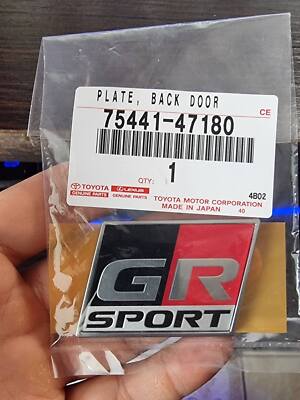 PLATE, BACK DOOR
CE
75441-47180
QTY: 1
TOYOTA LEXUS
GENUINE PARTS GENUINE PARTS
4B02
TOYOTA MOTOR CORPORATION
MADE IN JAPAN 40
GR
SPORT